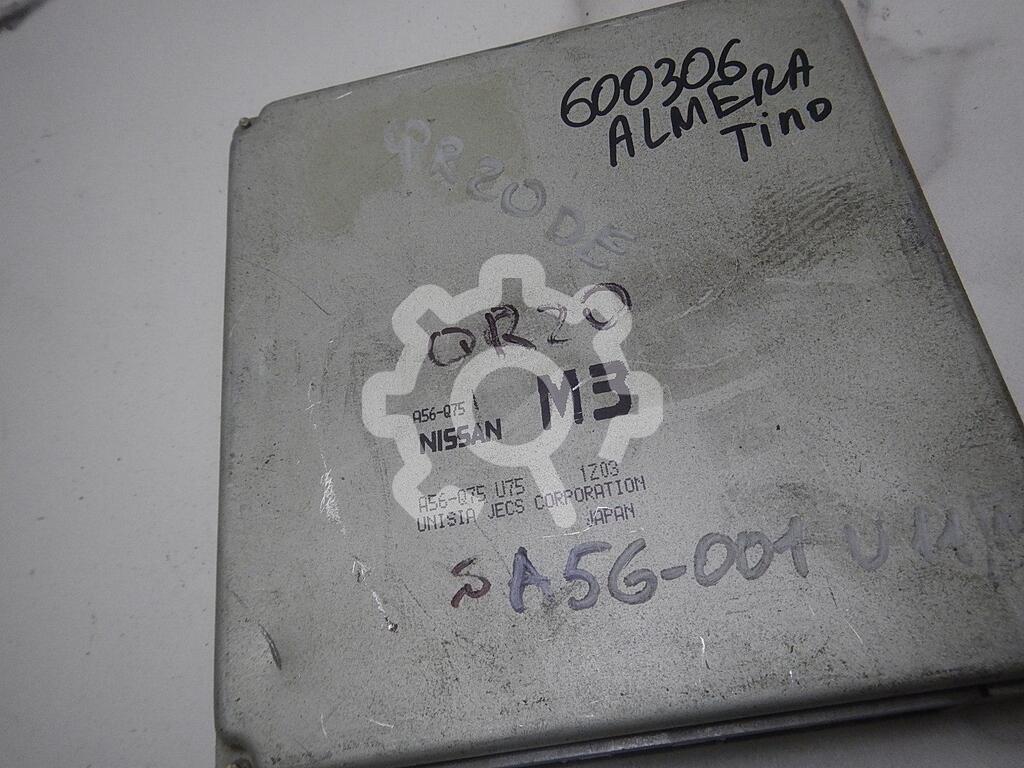 600306
ALMERA
Tino
QR20DE
QR20
M3
A56-Q75
NISSAN
A56-Q75 U75 1Z03
UNISIA JECS CORPORATION
JAPAN
A56-001